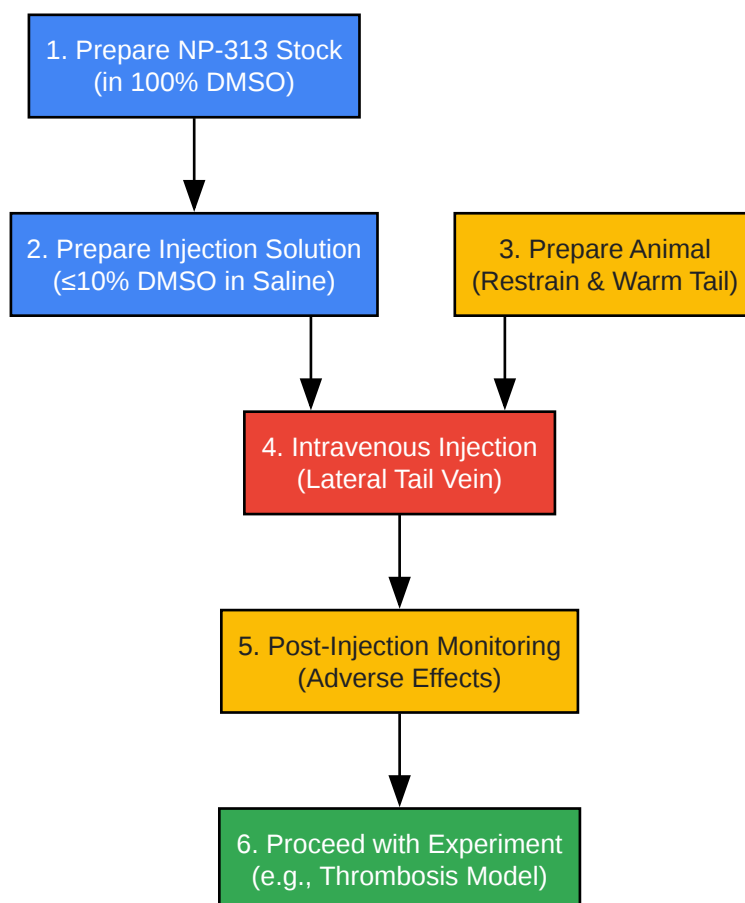 1. Prepare NP-313 Stock
(in 100% DMSO)
2. Prepare Injection Solution
(≤10% DMSO in Saline)
3. Prepare Animal
(Restrain & Warm Tail)
4. Intravenous Injection
(Lateral Tail Vein)
5. Post-Injection Monitoring
(Adverse Effects)
6. Proceed with Experiment
(e.g., Thrombosis Model)